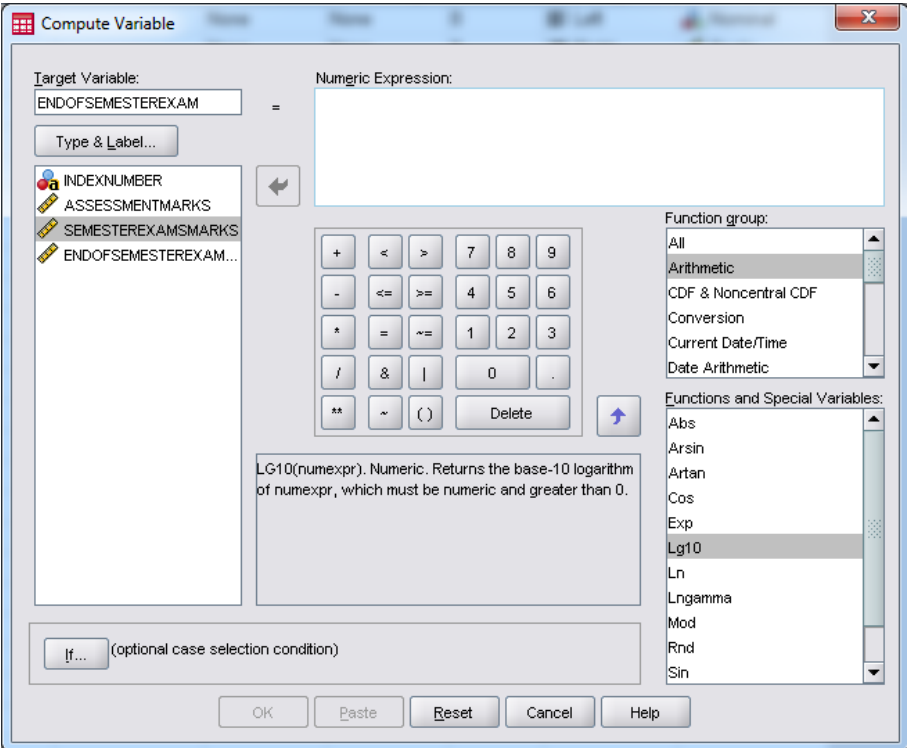 Compute Variable
Target Variable:
ENDOFSEMESTEREXAM
=
Numeric Expression:
Type & Label...
INDEXNUMBER
ASSESSMENTMARKS
SEMESTEREXAMSMARKS
ENDOFSEMESTEREXAM...
+ < > 7 8 9
- <= >= 4 5 6
* = ~= 1 2 3
/ & | 0 .
** ~ ( ) Delete
Function group:
All
Arithmetic
CDF & Noncentral CDF
Conversion
Current Date/Time
Date Arithmetic
Functions and Special Variables:
Abs
Arsin
Artan
Cos
Exp
Lg10
Ln
Lngamma
Mod
Rnd
Sin
LG10(numexpr). Numeric. Returns the base-10 logarithm
of numexpr, which must be numeric and greater than 0.
If... (optional case selection condition)
OK Paste Reset Cancel Help